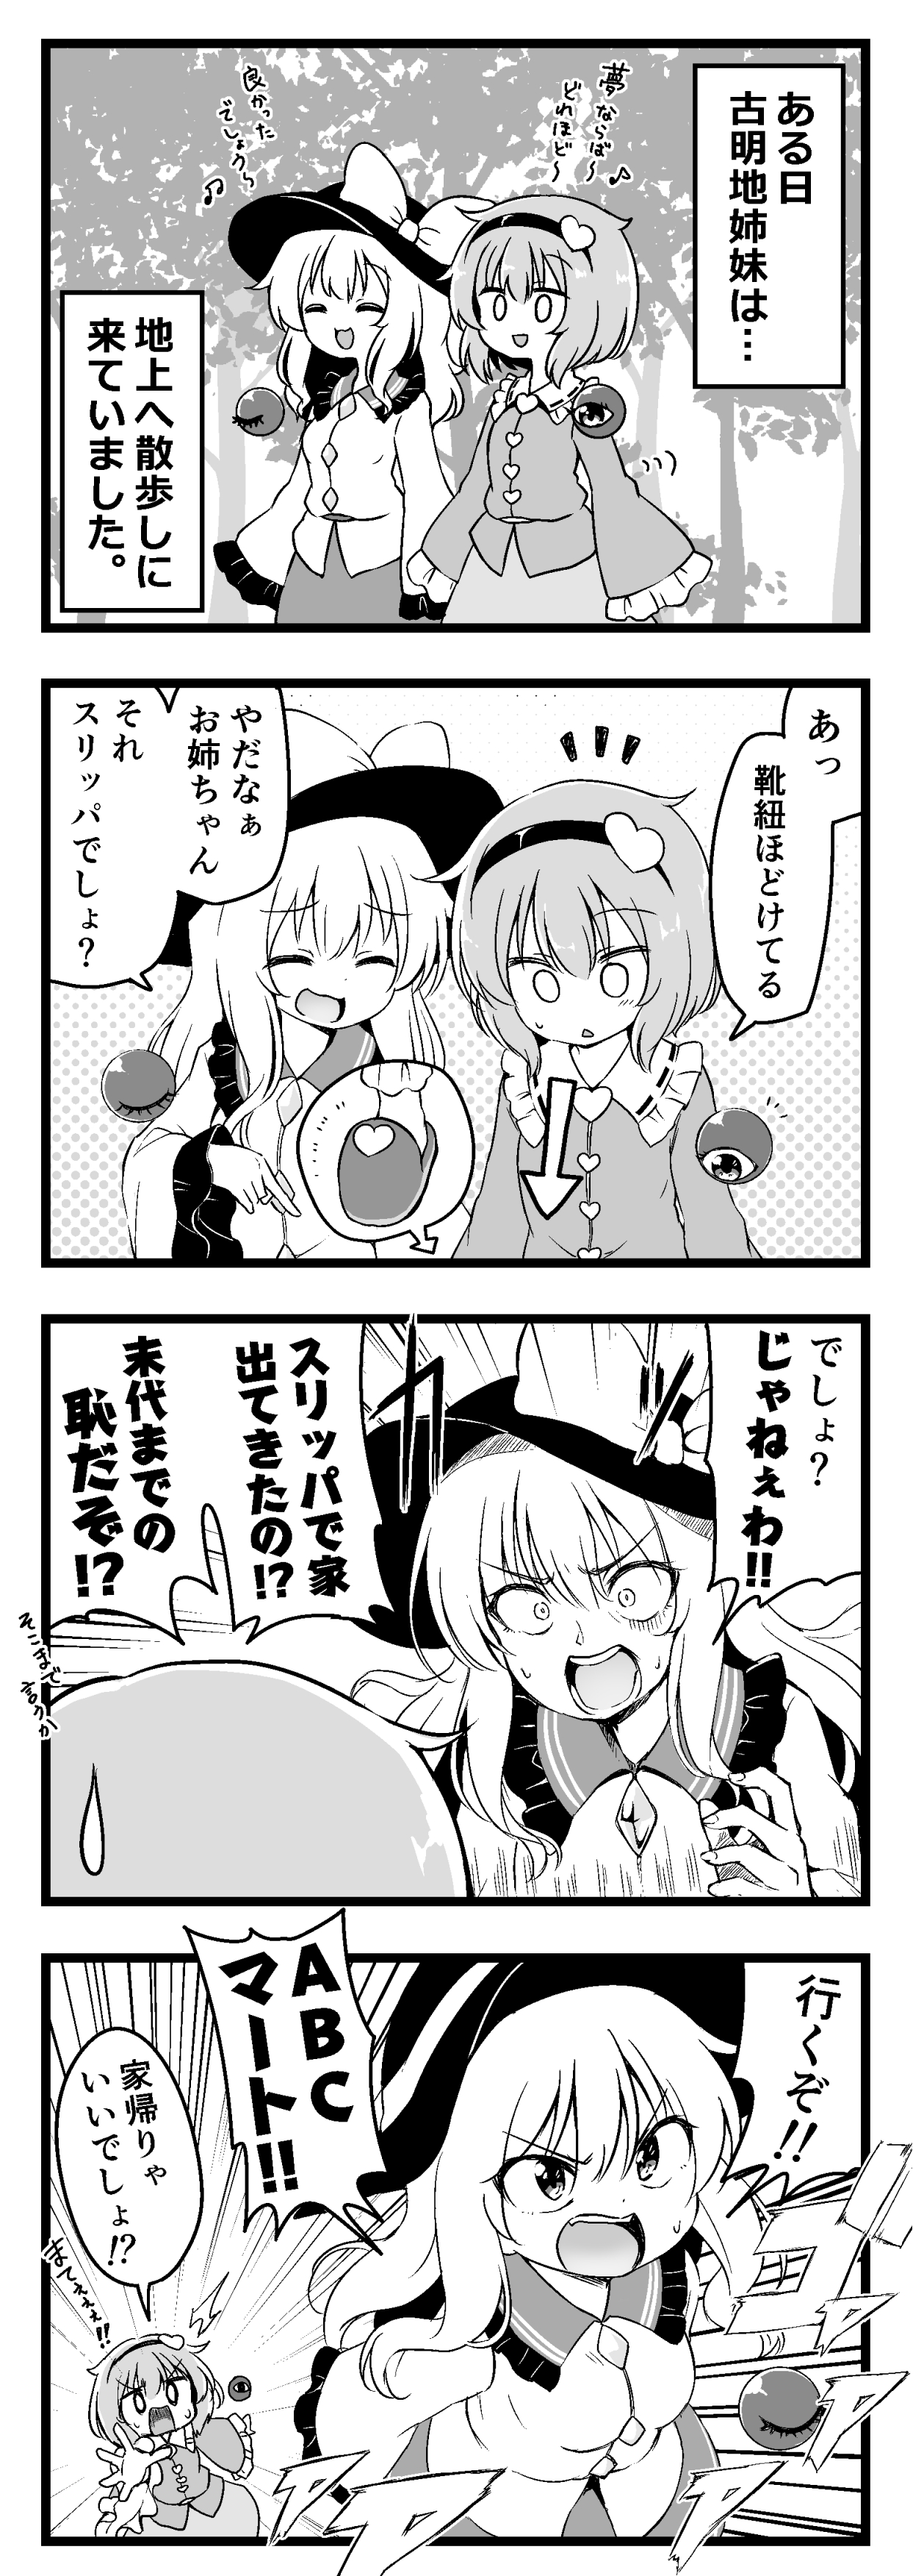 ある日
古明地姉妹は…
夢ならば～♪
どれほど～
良かった
でしょう～♫
地上へ散歩しに
来ていました。
あっ
靴紐ほどけてる
やだなぁ
お姉ちゃん
それ
スリッパでしょ？
でしょ？
じゃねぇわ!!
スリッパで家
出てきたの!?
末代までの
恥だぞ!?
そこまで
言うか
行くぞ!!
ABC
マート!!
家帰りゃ
いいでしょ!?
まてぇぇぇ!!